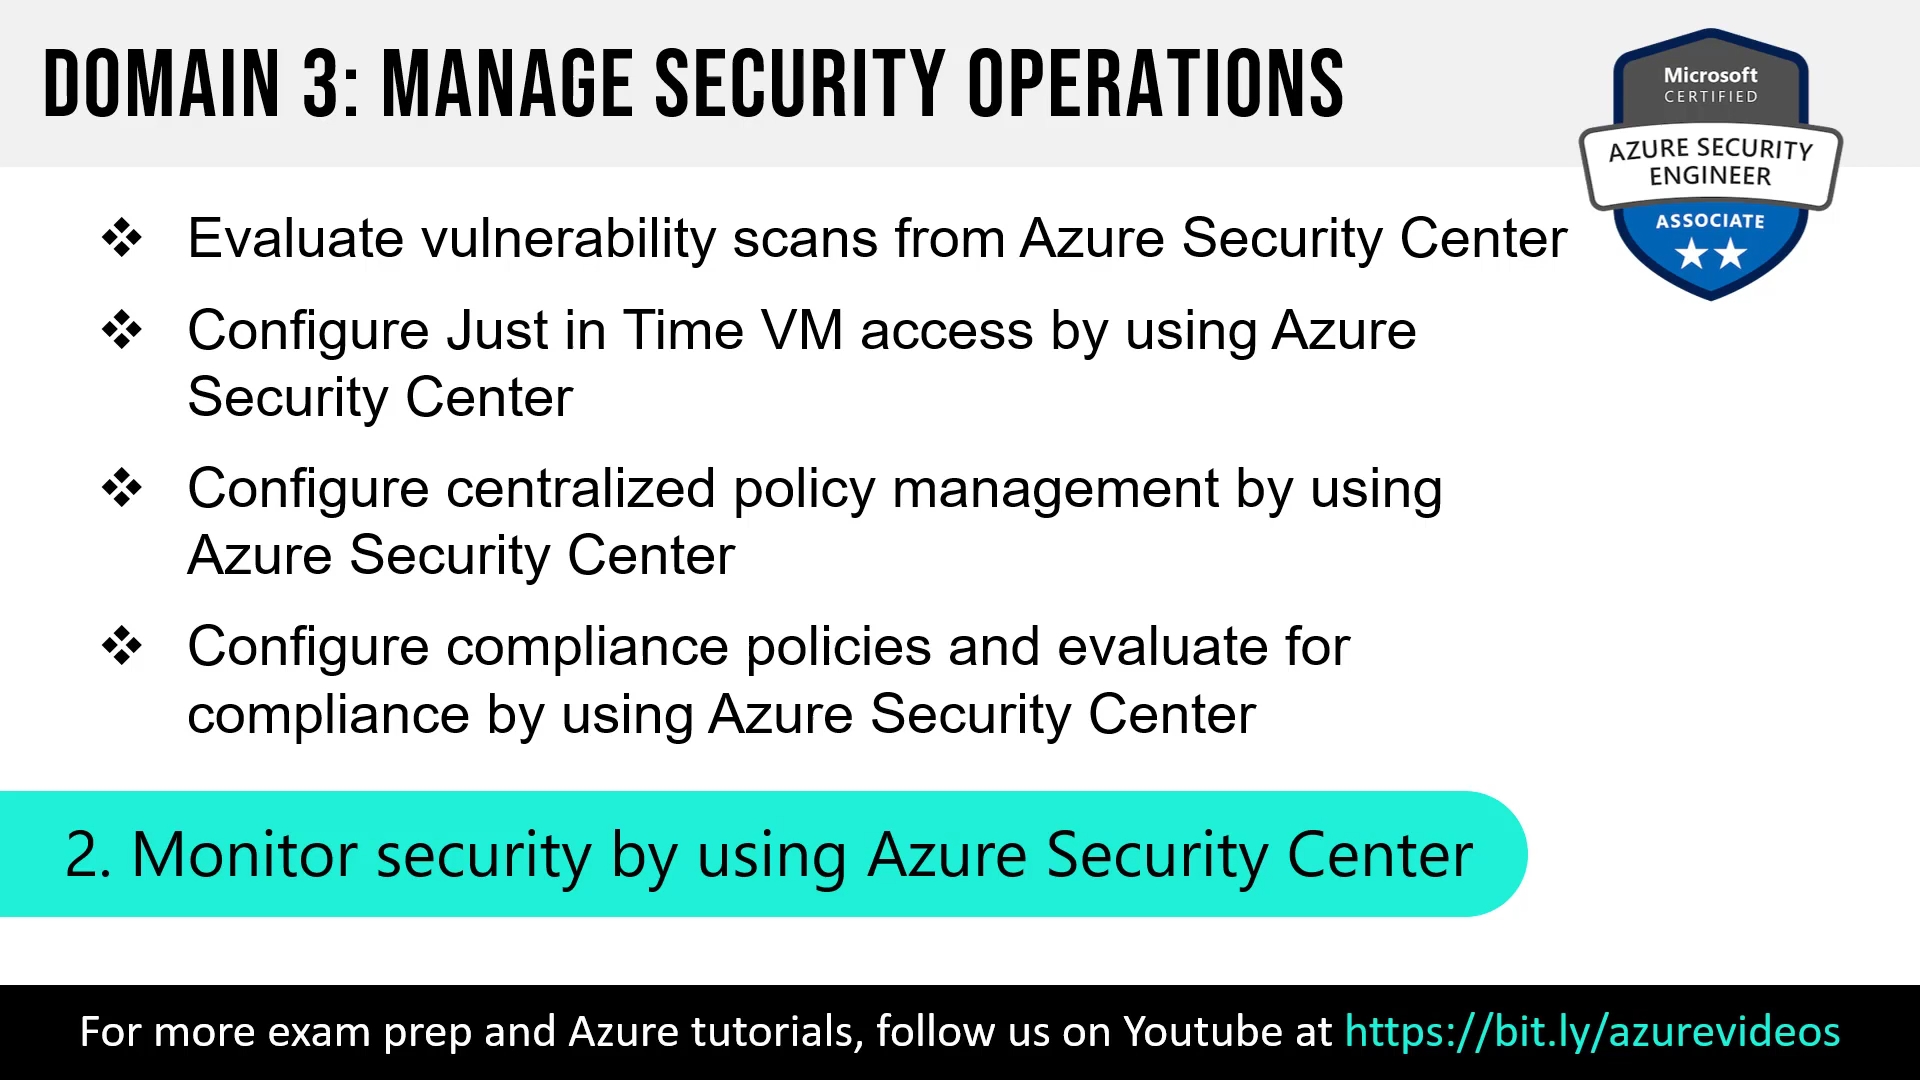 DOMAIN 3: MANAGE SECURITY OPERATIONS
Microsoft
CERTIFIED
AZURE SECURITY
ENGINEER
ASSOCIATE
❖ Evaluate vulnerability scans from Azure Security Center
❖ Configure Just in Time VM access by using Azure
Security Center
❖ Configure centralized policy management by using
Azure Security Center
❖ Configure compliance policies and evaluate for
compliance by using Azure Security Center
2. Monitor security by using Azure Security Center
For more exam prep and Azure tutorials, follow us on Youtube at https://bit.ly/azurevideos